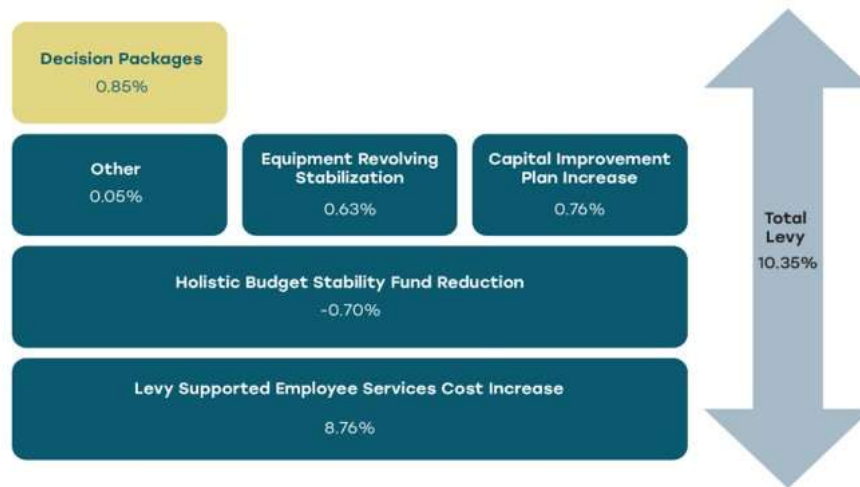 Decision Packages
0.85%
Other
0.05%
Equipment Revolving
Stabilization
0.63%
Capital Improvement
Plan Increase
0.76%
Holistic Budget Stability Fund Reduction
-0.70%
Levy Supported Employee Services Cost Increase
8.76%
Total
Levy
10.35%